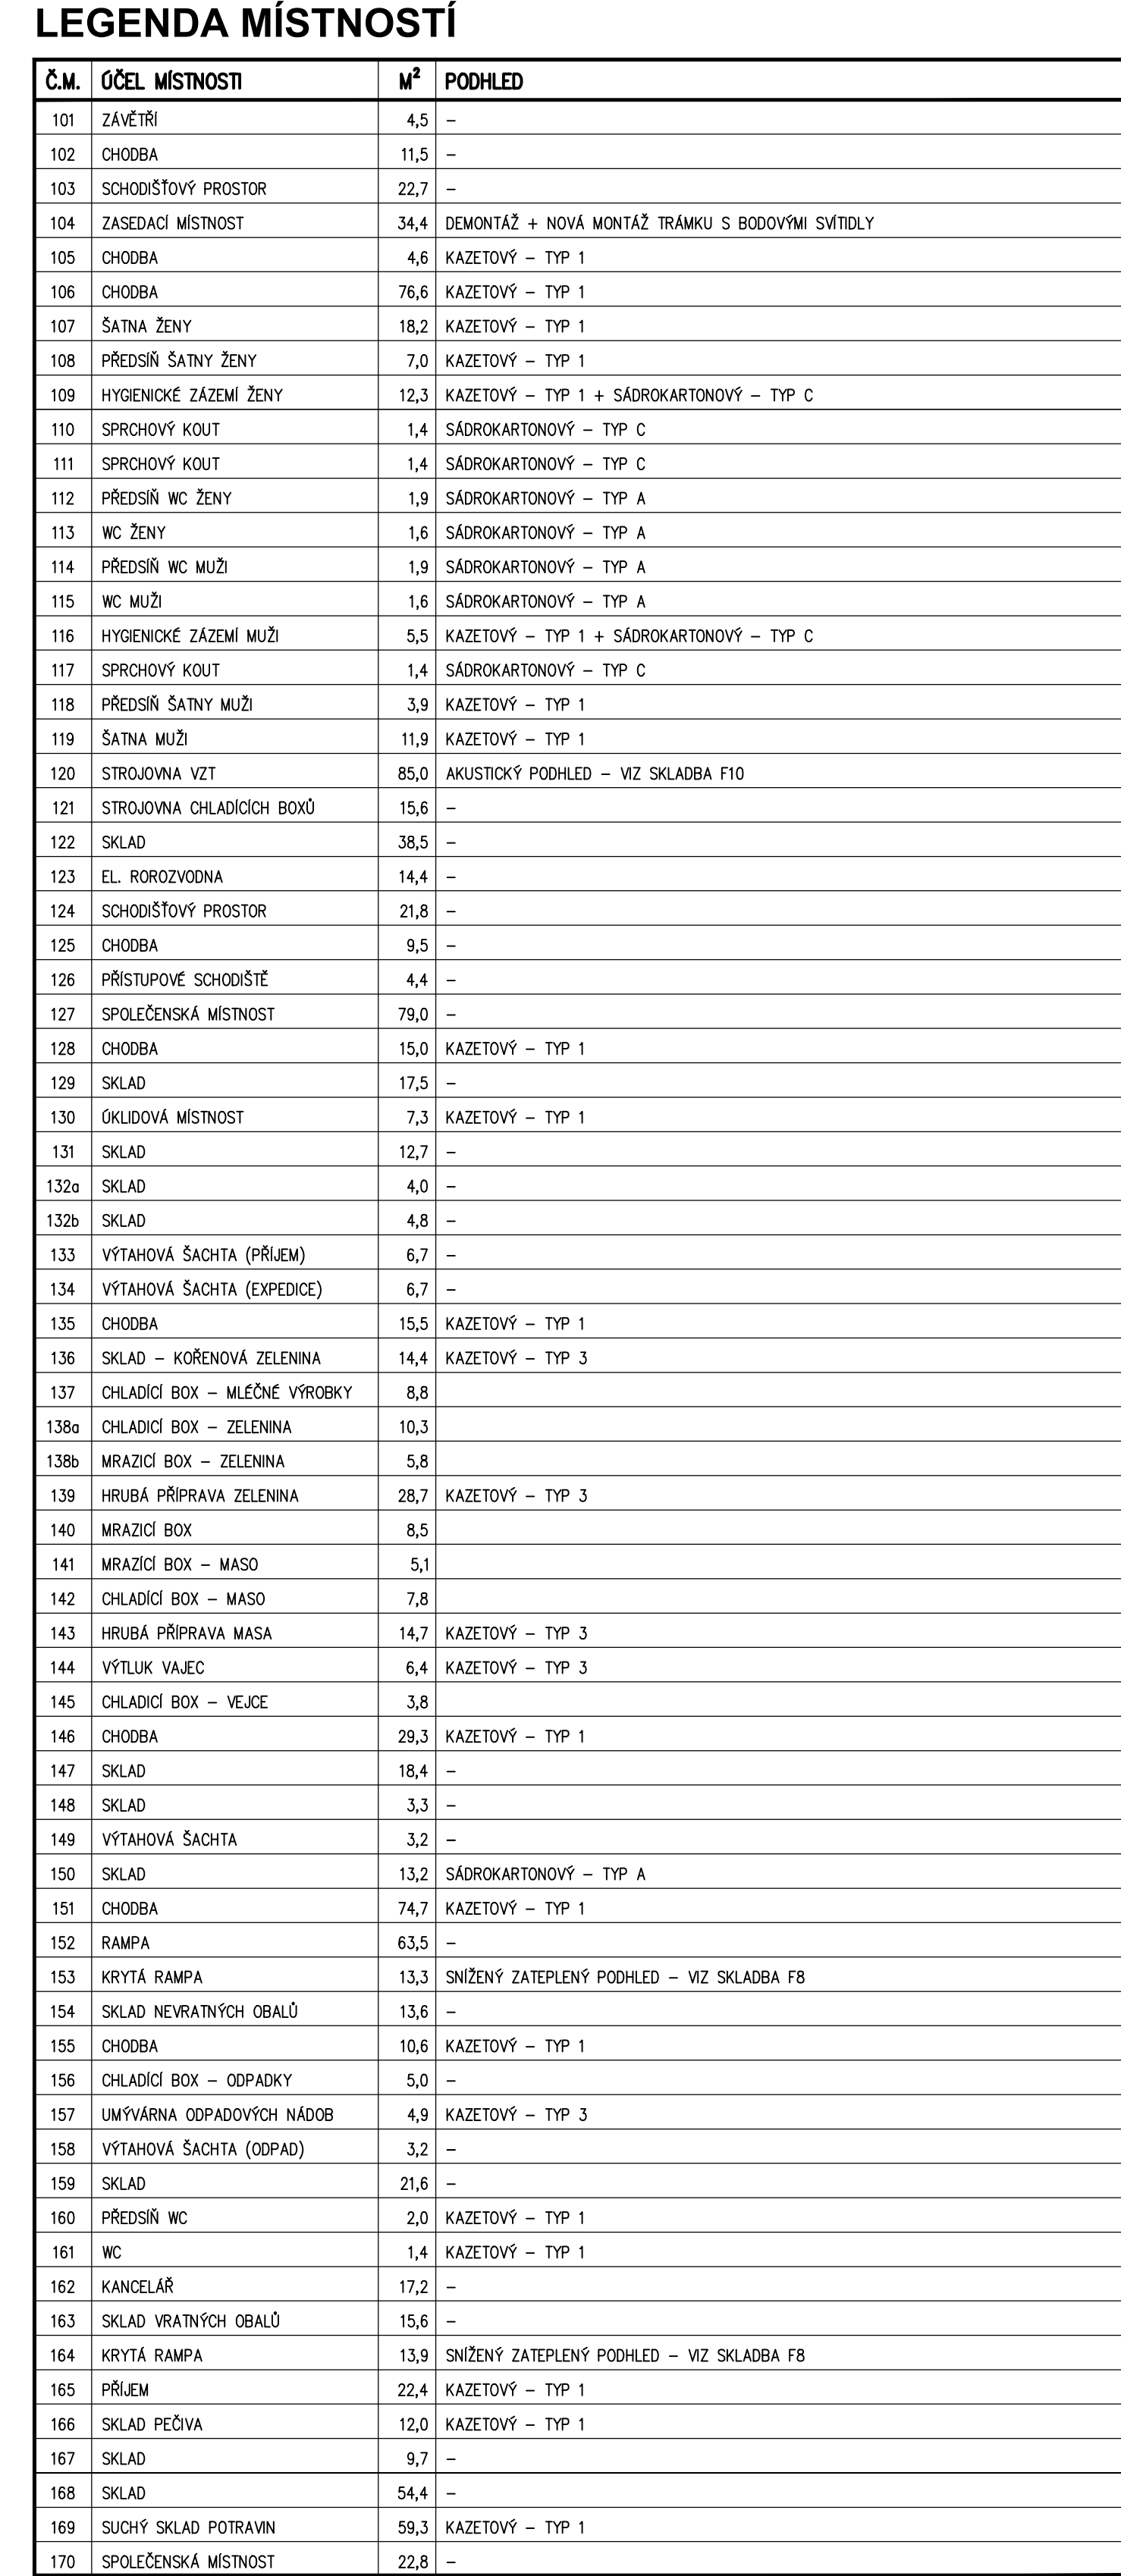 LEGENDA MÍSTNOSTÍ
Č.M. ÚČEL MÍSTNOSTI M² PODHLED
101 ZÁVĚTŘÍ 4,5 –
102 CHODBA 11,5 –
103 SCHODIŠŤOVÝ PROSTOR 22,7 –
104 ZASEDACÍ MÍSTNOST 34,4 DEMONTÁŽ + NOVÁ MONTÁŽ TRÁMKU S BODOVÝMI SVÍTIDLY
105 CHODBA 4,6 KAZETOVÝ – TYP 1
106 CHODBA 76,6 KAZETOVÝ – TYP 1
107 ŠATNA ŽENY 18,2 KAZETOVÝ – TYP 1
108 PŘEDSÍŇ ŠATNY ŽENY 7,0 KAZETOVÝ – TYP 1
109 HYGIENICKÉ ZÁZEMÍ ŽENY 12,3 KAZETOVÝ – TYP 1 + SÁDROKARTONOVÝ – TYP C
110 SPRCHOVÝ KOUT 1,4 SÁDROKARTONOVÝ – TYP C
111 SPRCHOVÝ KOUT 1,4 SÁDROKARTONOVÝ – TYP C
112 PŘEDSÍŇ WC ŽENY 1,9 SÁDROKARTONOVÝ – TYP A
113 WC ŽENY 1,6 SÁDROKARTONOVÝ – TYP A
114 PŘEDSÍŇ WC MUŽI 1,9 SÁDROKARTONOVÝ – TYP A
115 WC MUŽI 1,6 SÁDROKARTONOVÝ – TYP A
116 HYGIENICKÉ ZÁZEMÍ MUŽI 5,5 KAZETOVÝ – TYP 1 + SÁDROKARTONOVÝ – TYP C
117 SPRCHOVÝ KOUT 1,4 SÁDROKARTONOVÝ – TYP C
118 PŘEDSÍŇ ŠATNY MUŽI 3,9 KAZETOVÝ – TYP 1
119 ŠATNA MUŽI 11,9 KAZETOVÝ – TYP 1
120 STROJOVNA VZT 85,0 AKUSTICKÝ PODHLED – VIZ SKLADBA F10
121 STROJOVNA CHLADÍCÍCH BOXŮ 15,6 –
122 SKLAD 38,5 –
123 EL. ROROZVODNA 14,4 –
124 SCHODIŠŤOVÝ PROSTOR 21,8 –
125 CHODBA 9,5 –
126 PŘÍSTUPOVÉ SCHODIŠTĚ 4,4 –
127 SPOLEČENSKÁ MÍSTNOST 79,0 –
128 CHODBA 15,0 KAZETOVÝ – TYP 1
129 SKLAD 17,5 –
130 ÚKLIDOVÁ MÍSTNOST 7,3 KAZETOVÝ – TYP 1
131 SKLAD 12,7 –
132a SKLAD 4,0 –
132b SKLAD 4,8 –
133 VÝTAHOVÁ ŠACHTA (PŘÍJEM) 6,7 –
134 VÝTAHOVÁ ŠACHTA (EXPEDICE) 6,7 –
135 CHODBA 15,5 KAZETOVÝ – TYP 1
136 SKLAD – KOŘENOVÁ ZELENINA 14,4 KAZETOVÝ – TYP 3
137 CHLADÍCÍ BOX – MLÉČNÉ VÝROBKY 8,8
138a CHLADICÍ BOX – ZELENINA 10,3
138b MRAZICÍ BOX – ZELENINA 5,8
139 HRUBÁ PŘÍPRAVA ZELENINA 28,7 KAZETOVÝ – TYP 3
140 MRAZICÍ BOX 8,5
141 MRAZÍCÍ BOX – MASO 5,1
142 CHLADÍCÍ BOX – MASO 7,8
143 HRUBÁ PŘÍPRAVA MASA 14,7 KAZETOVÝ – TYP 3
144 VÝTLUK VAJEC 6,4 KAZETOVÝ – TYP 3
145 CHLADICÍ BOX – VEJCE 3,8
146 CHODBA 29,3 KAZETOVÝ – TYP 1
147 SKLAD 18,4 –
148 SKLAD 3,3 –
149 VÝTAHOVÁ ŠACHTA 3,2 –
150 SKLAD 13,2 SÁDROKARTONOVÝ – TYP A
151 CHODBA 74,7 KAZETOVÝ – TYP 1
152 RAMPA 63,5 –
153 KRYTÁ RAMPA 13,3 SNÍŽENÝ ZATEPLENÝ PODHLED – VIZ SKLADBA F8
154 SKLAD NEVRATNÝCH OBALŮ 13,6 –
155 CHODBA 10,6 KAZETOVÝ – TYP 1
156 CHLADÍCÍ BOX – ODPADKY 5,0 –
157 UMÝVÁRNA ODPADOVÝCH NÁDOB 4,9 KAZETOVÝ – TYP 3
158 VÝTAHOVÁ ŠACHTA (ODPAD) 3,2 –
159 SKLAD 21,6 –
160 PŘEDSÍŇ WC 2,0 KAZETOVÝ – TYP 1
161 WC 1,4 KAZETOVÝ – TYP 1
162 KANCELÁŘ 17,2 –
163 SKLAD VRATNÝCH OBALŮ 15,6 –
164 KRYTÁ RAMPA 13,9 SNÍŽENÝ ZATEPLENÝ PODHLED – VIZ SKLADBA F8
165 PŘÍJEM 22,4 KAZETOVÝ – TYP 1
166 SKLAD PEČIVA 12,0 KAZETOVÝ – TYP 1
167 SKLAD 9,7 –
168 SKLAD 54,4 –
169 SUCHÝ SKLAD POTRAVIN 59,3 KAZETOVÝ – TYP 1
170 SPOLEČENSKÁ MÍSTNOST 22,8 –